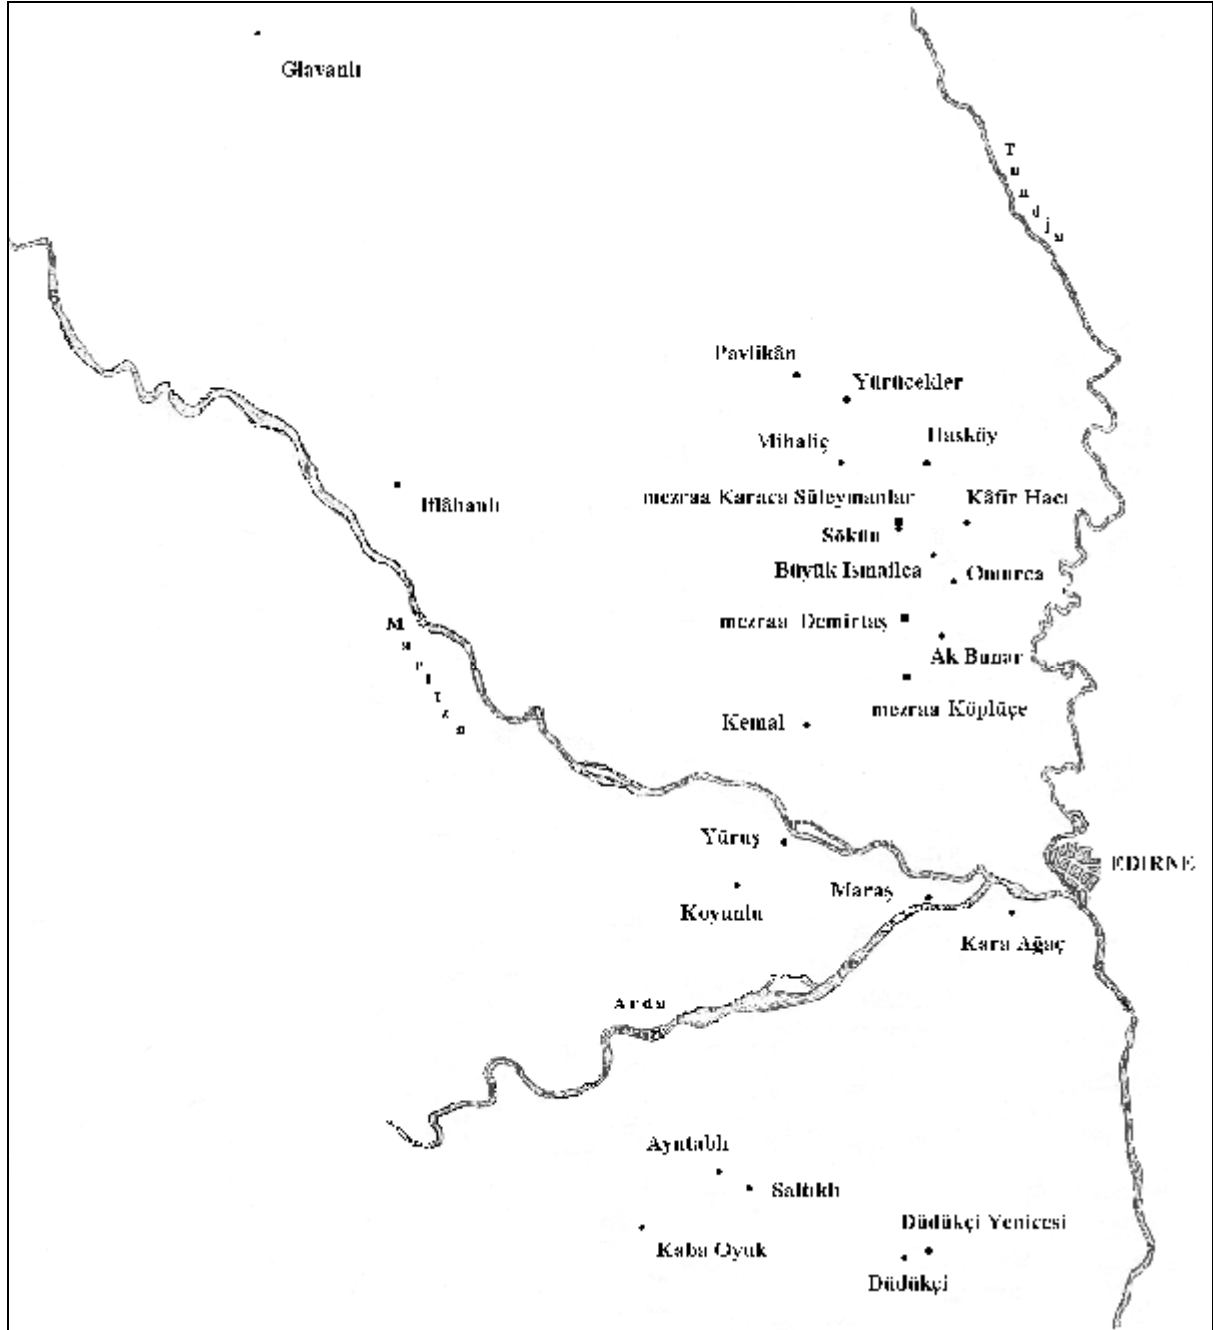 Glavanlı
Tundja
Pavlikân
Yürücekler
Mihaliç
Hasköy
Iflâhanlı
mezraa Karaca Süleymanlar
Kâfir Hacı
Sökün
Büyük Ismailca
Omurca
Maritza
mezraa Demirtaş
Ak Bunar
mezraa Köplüçe
Kemal
Yürüş
EDIRNE
Maraş
Koyunlu
Kara Ağaç
Arda
Ayntablı
Saltıklı
Düdükçi Yenicesi
Kaba Oyuk
Düdükçi